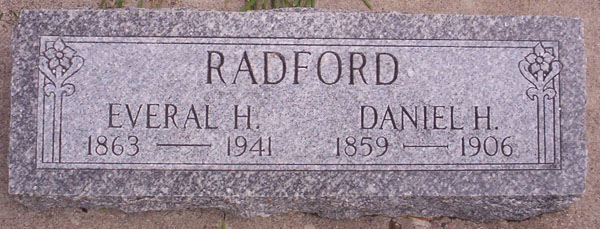 RADFORD
EVERAL H. DANIEL H.
1863 — 1941 1859 — 1906